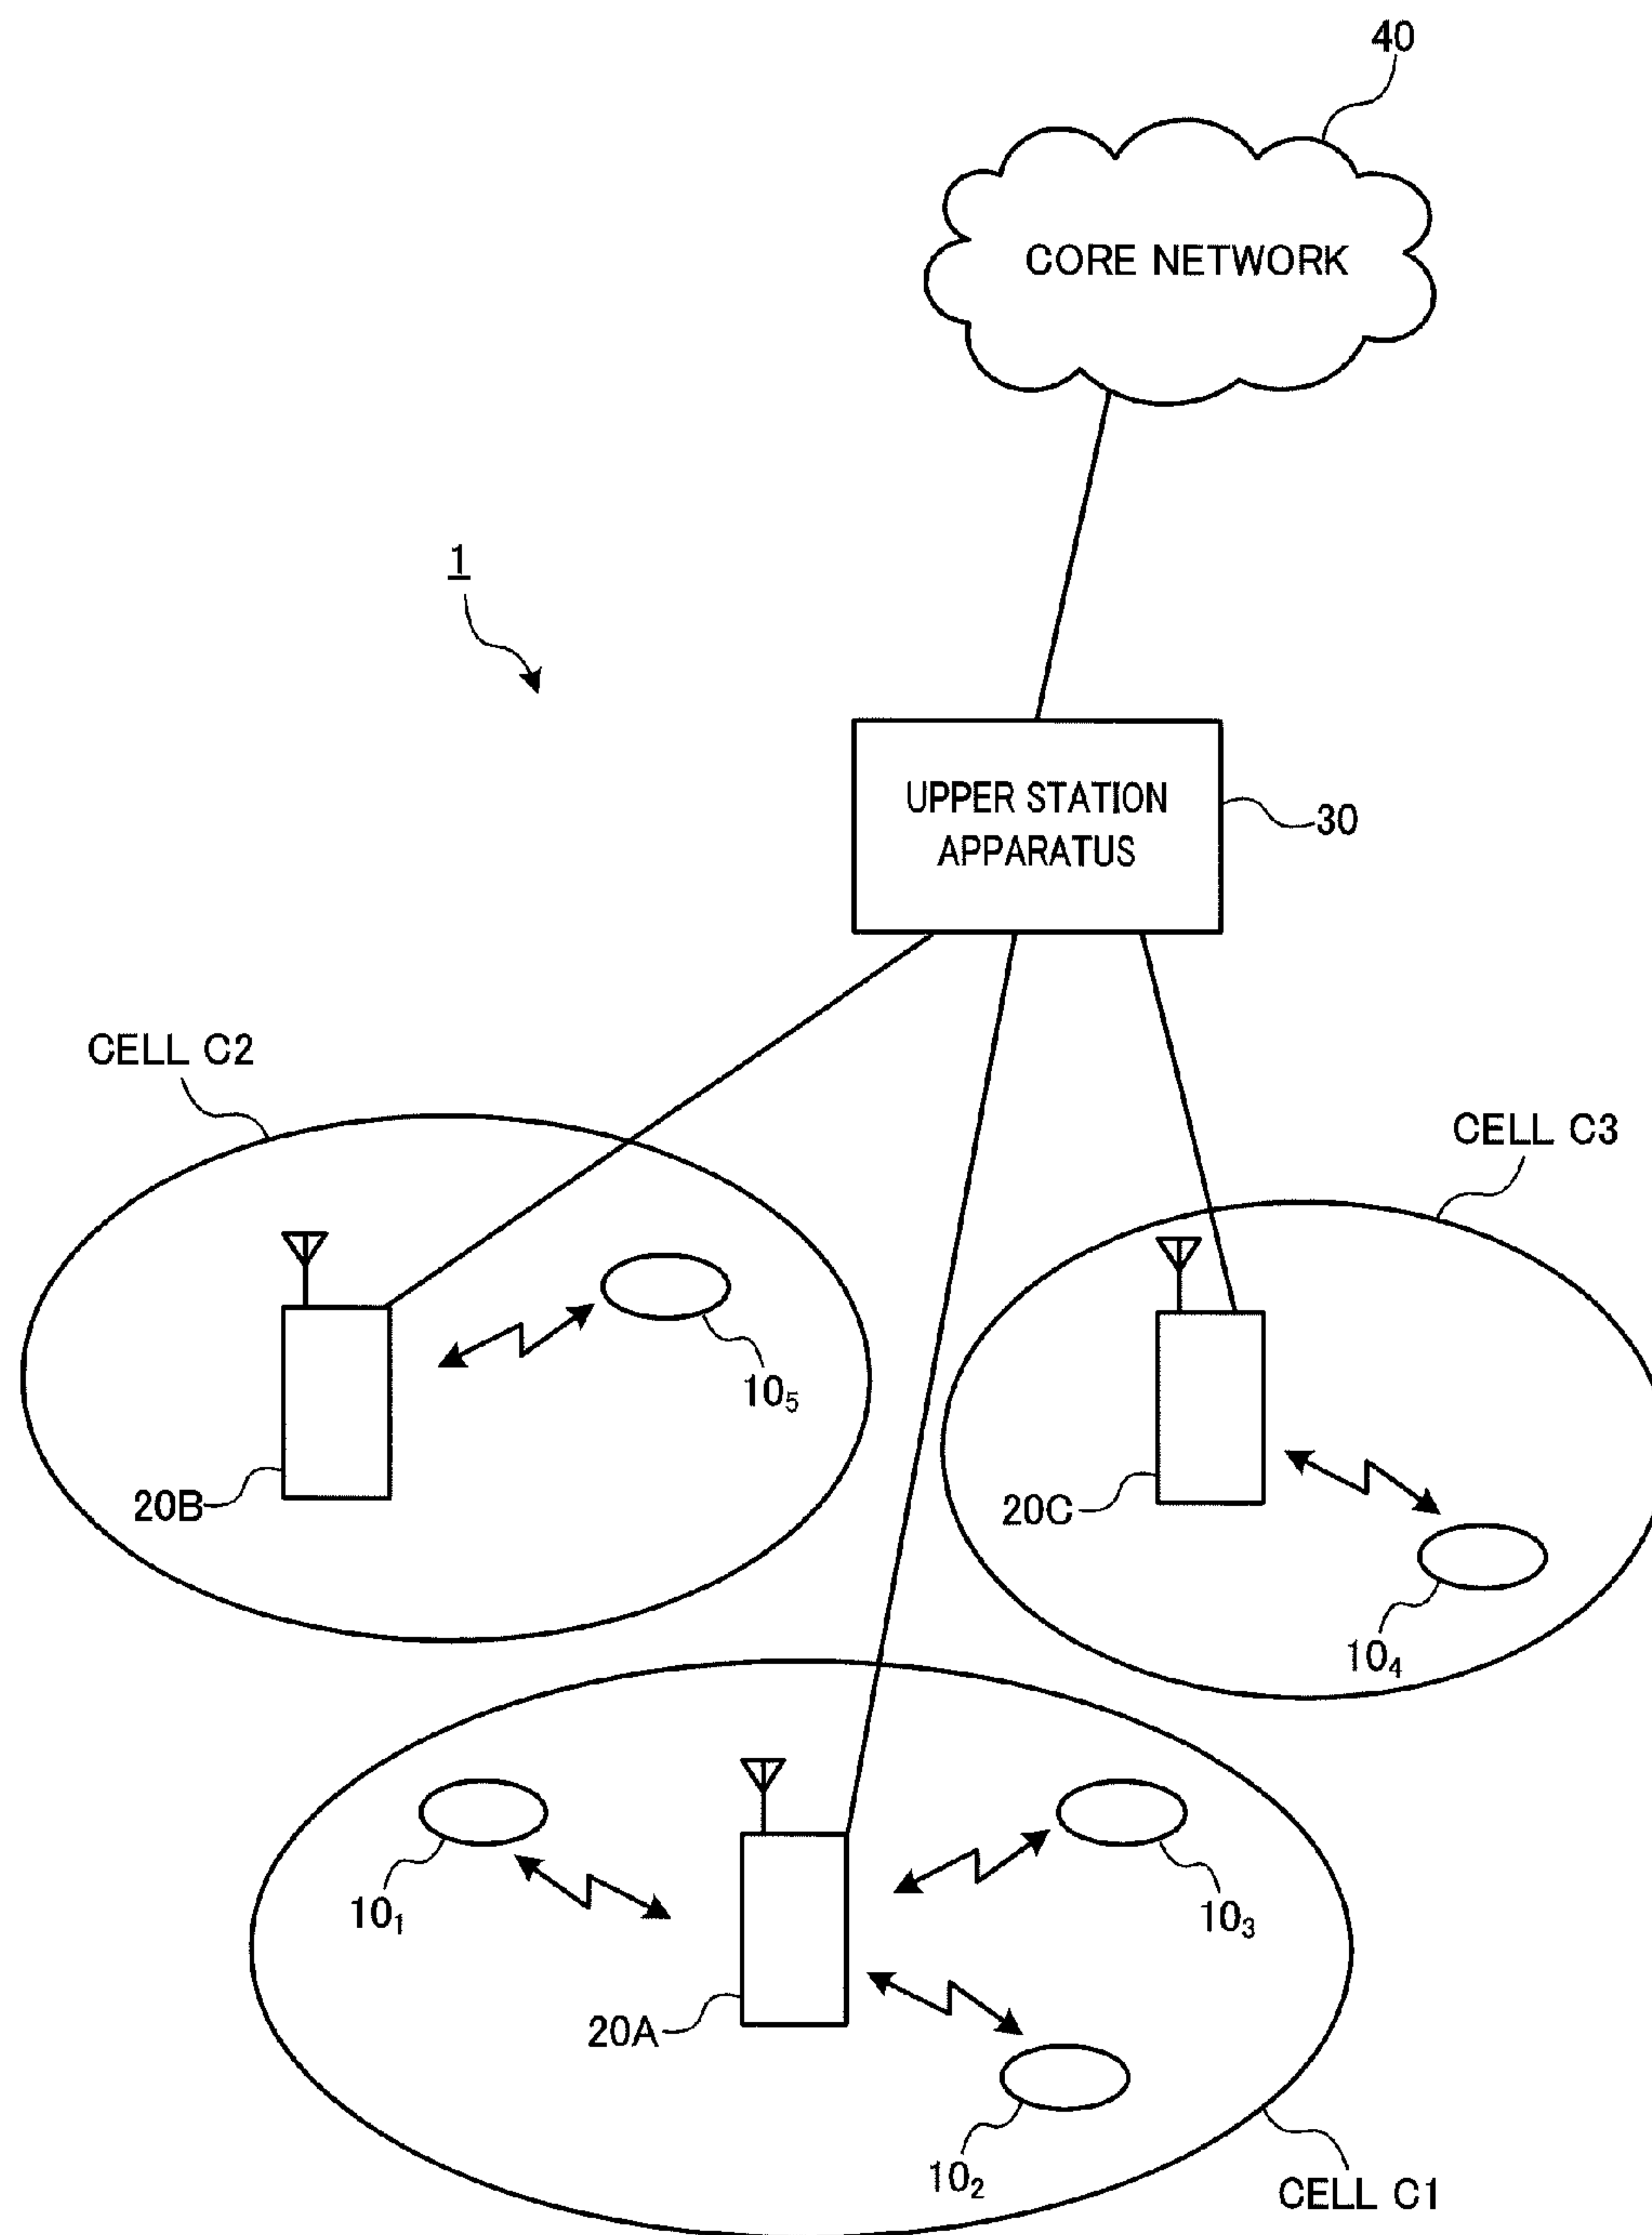 40
CORE NETWORK
1
UPPER STATION
APPARATUS
30
CELL C2
CELL C3
10₅
20B
20C
10₄
10₁
10₃
20A
10₂
CELL C1